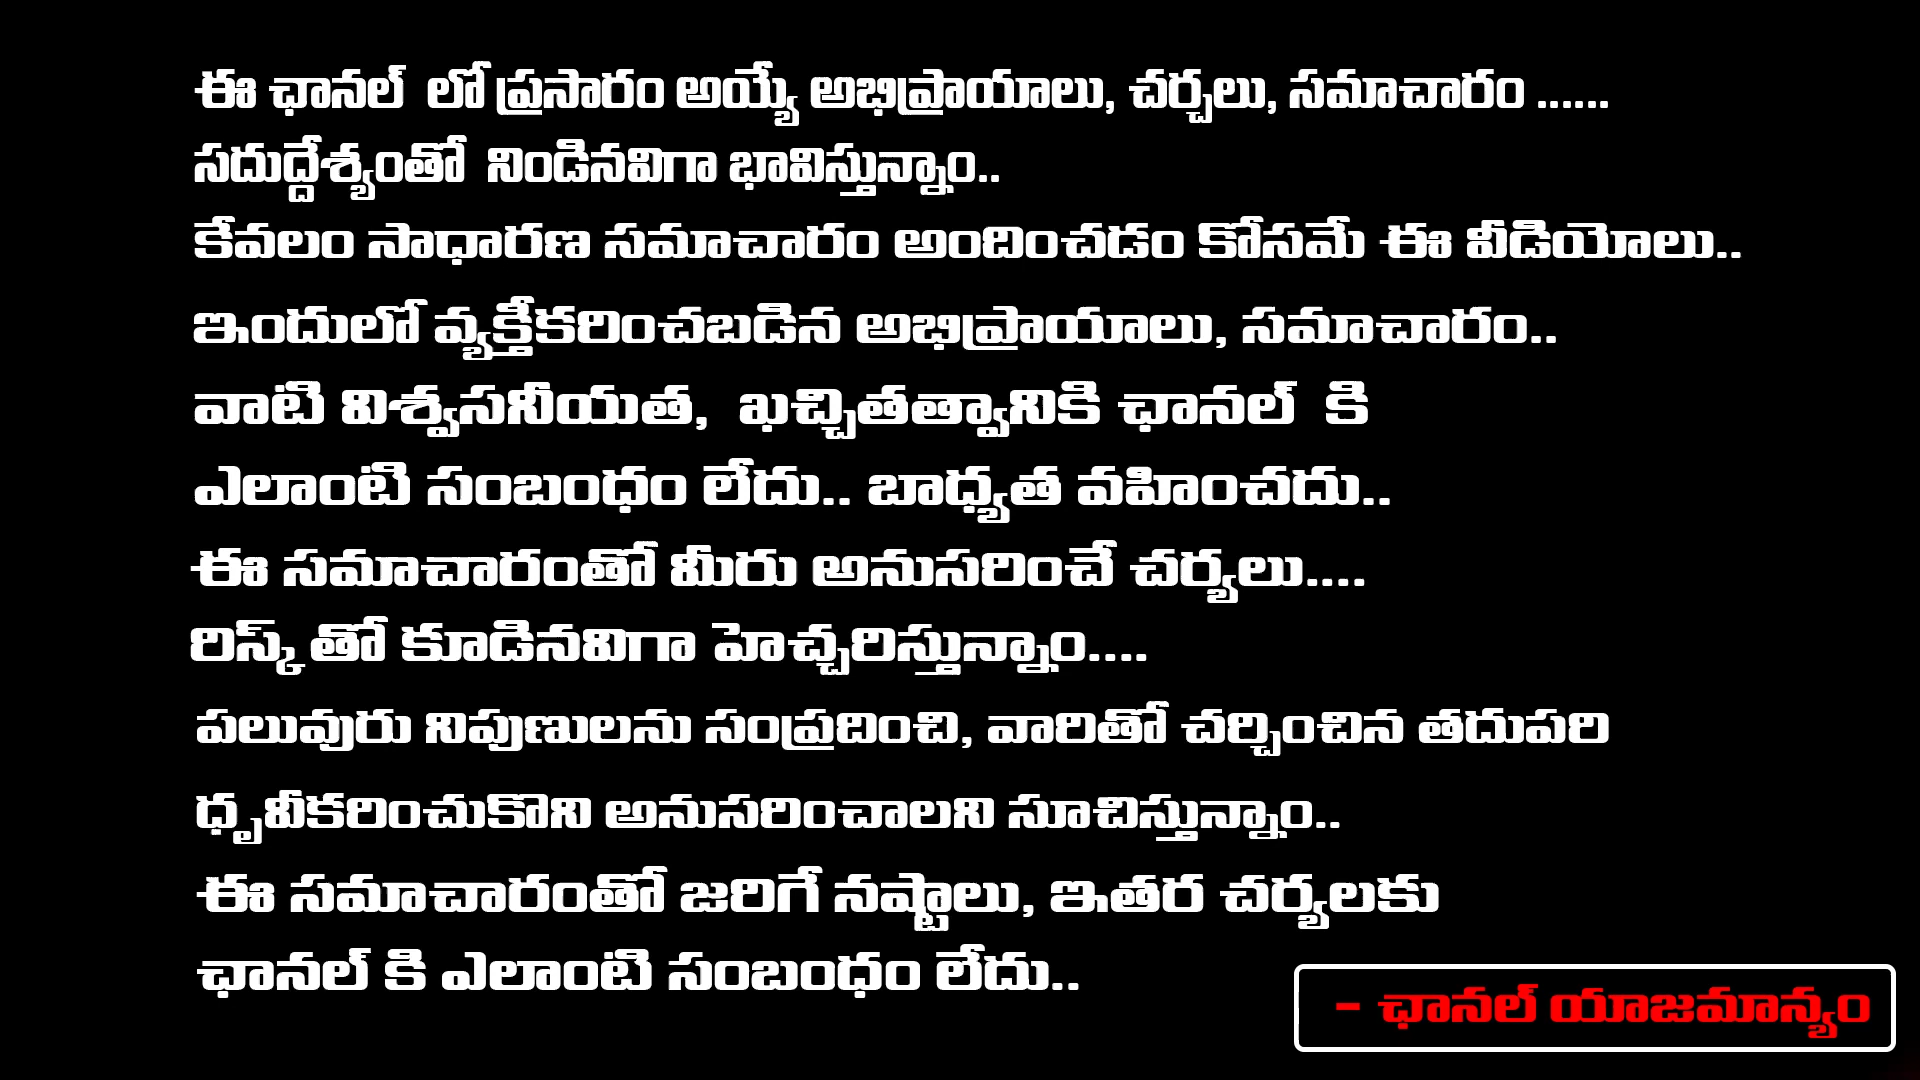 ఈ ఛానల్ లో ప్రసారం అయ్యే అభిప్రాయాలు, చర్చలు, సమాచారం ......
సదుద్దేశ్యంతో నిండినవిగా భావిస్తున్నాం..
కేవలం సాధారణ సమాచారం అందించడం కోసమే ఈ వీడియోలు..
ఇందులో వ్యక్తీకరించబడిన అభిప్రాయాలు, సమాచారం..
వాటి విశ్వసనీయత, ఖచ్చితత్వానికి ఛానల్ కి
ఎలాంటి సంబంధం లేదు.. బాధ్యత వహించదు..
ఈ సమాచారంతో మీరు అనుసరించే చర్యలు....
రిస్క్ తో కూడినవిగా హెచ్చరిస్తున్నాం....
పలువురు నిపుణులను సంప్రదించి, వారితో చర్చించిన తదుపరి
ధృవీకరించుకొని అనుసరించాలని సూచిస్తున్నాం..
ఈ సమాచారంతో జరిగే నష్టాలు, ఇతర చర్యలకు
ఛానల్ కి ఎలాంటి సంబంధం లేదు..
- ఛానల్ యాజమాన్యం